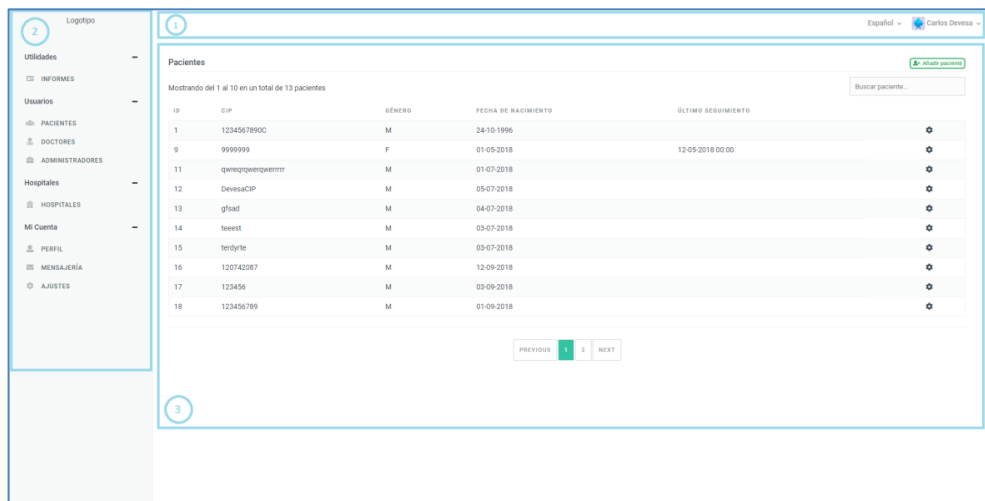 1
Español
Carlos Devesa
2
Logotipo
Utilidades
INFORMES
Usuarios
PACIENTES
DOCTORES
ADMINISTRADORES
Hospitales
HOSPITALES
Mi Cuenta
PERFIL
MENSAJERÍA
AJUSTES
Pacientes
Añadir paciente
Mostrando del 1 al 10 en un total de 13 pacientes
Buscar paciente...
ID CIP GÉNERO FECHA DE NACIMIENTO ÚLTIMO SEGUIMIENTO
1 1234567890C M 24-10-1996
9 9999999 F 01-05-2018 12-05-2018 00:00
11 qwreqrqwerqwerrrrr M 01-07-2018
12 DevesaCIP M 05-07-2018
13 gfsad M 04-07-2018
14 teeest M 03-07-2018
15 terdyrte M 03-07-2018
16 120742087 M 12-09-2018
17 123456 M 03-09-2018
18 123456789 M 01-09-2018
PREVIOUS 1 2 NEXT
3